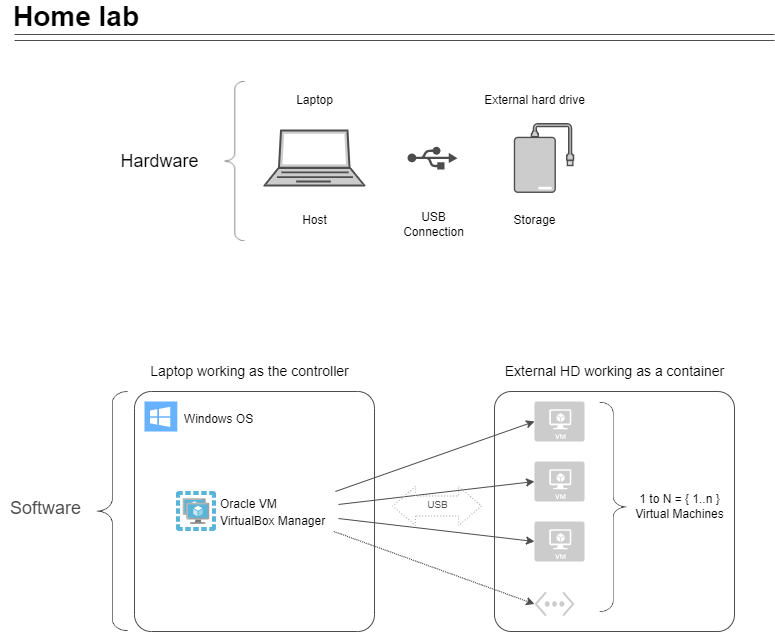 Home lab
Laptop
External hard drive
Hardware
Host
USB
Connection
Storage
Laptop working as the controller
External HD working as a container
Windows OS
VM
VM
Software
Oracle VM
VirtualBox Manager
USB
1 to N = { 1..n }
Virtual Machines
VM